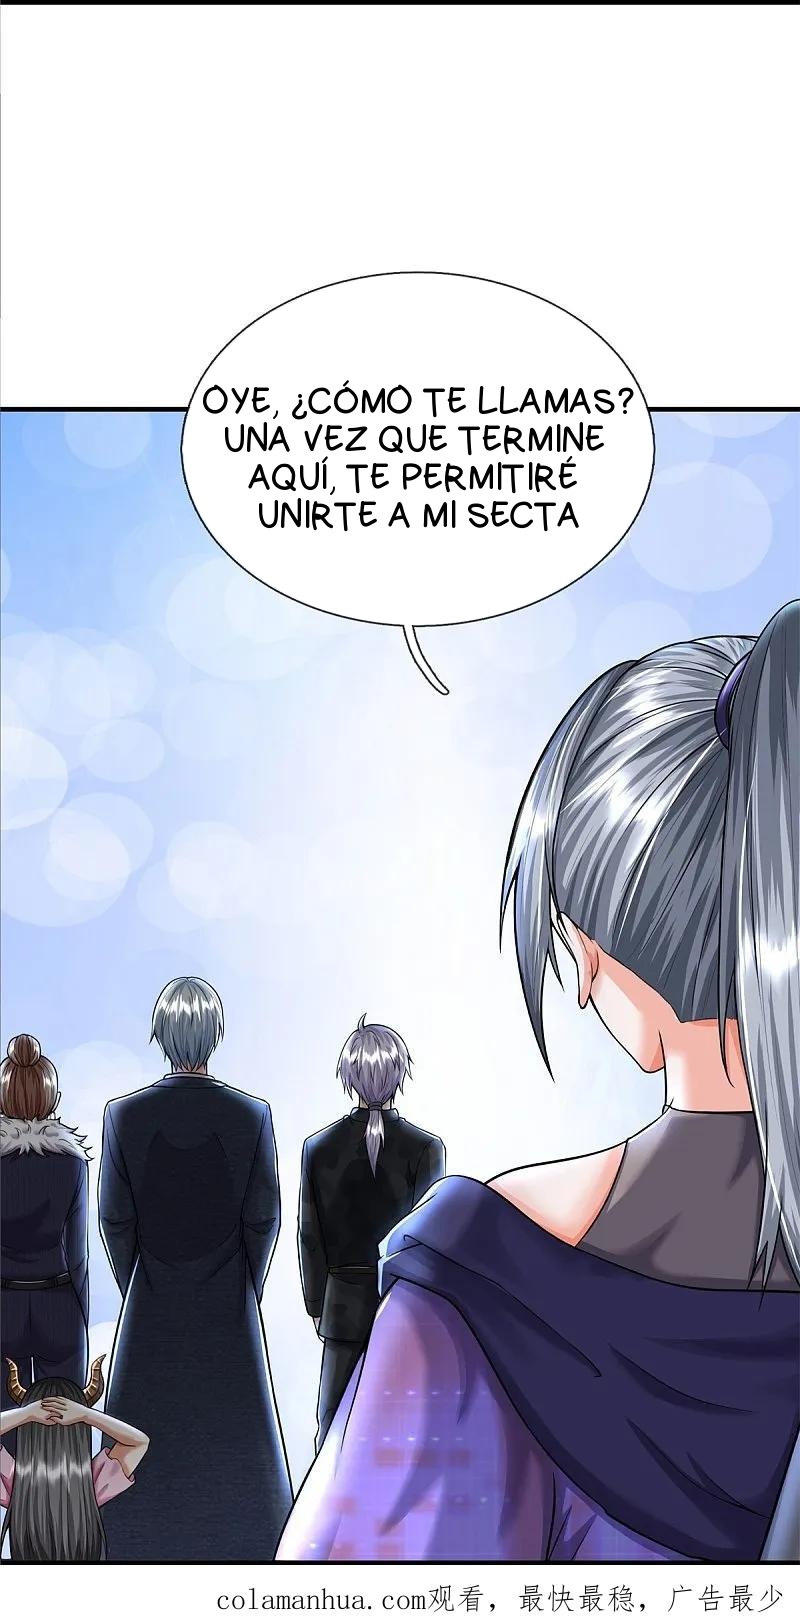 OYE, ¿CÓMO TE LLAMAS?
UNA VEZ QUE TERMINE
AQUÍ, TE PERMITIRÉ
UNIRTE A MI SECTA
colamanhua.com观看，最快最稳，广告最少